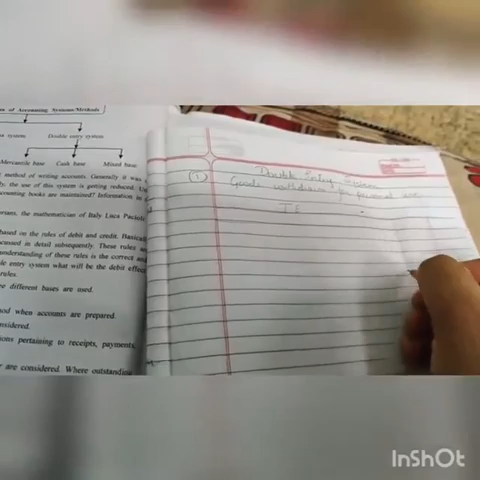 of Accounting Systems/Methods
system
Double entry system
Mercantile base Cash base Mixed base
method of writing accounts. Generally it was
the use of this system is getting reduced.
accounting books are maintained? Information in
the mathematician of Italy Luca Pacioli
based on the rules of debit and credit. Basically
discussed in detail subsequently. These rules are
understanding of these rules is the correct and
entry system what will be the debit effect
rules.
different bases are used.
when accounts are prepared.
considered.
pertaining to receipts, payments,
are considered. Where outstanding
Double Entry System
① Goods withdrawn for personal use
T E
InShOt